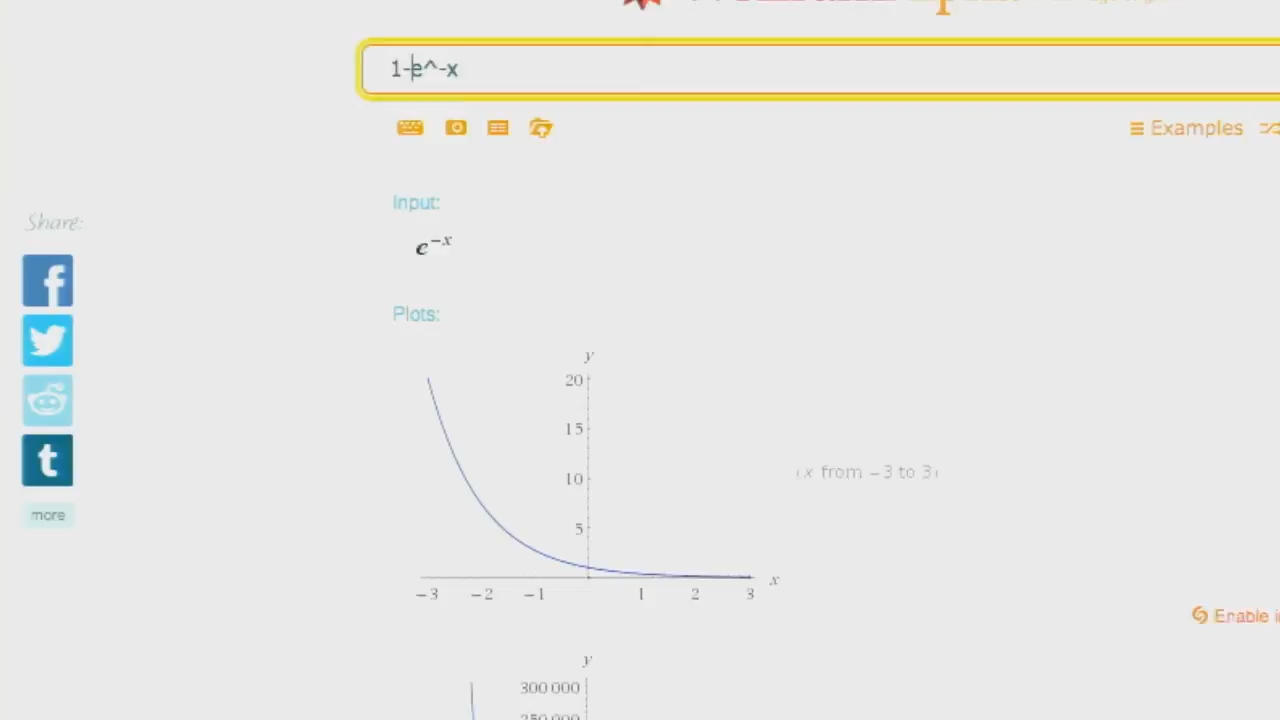 1-e^-x
Examples
Share:
Input:
e^−x
Plots:
y
20
15
10
5
(x from −3 to 3)
−3 −2 −1 1 2 3 x
more
Enable
y
300 000